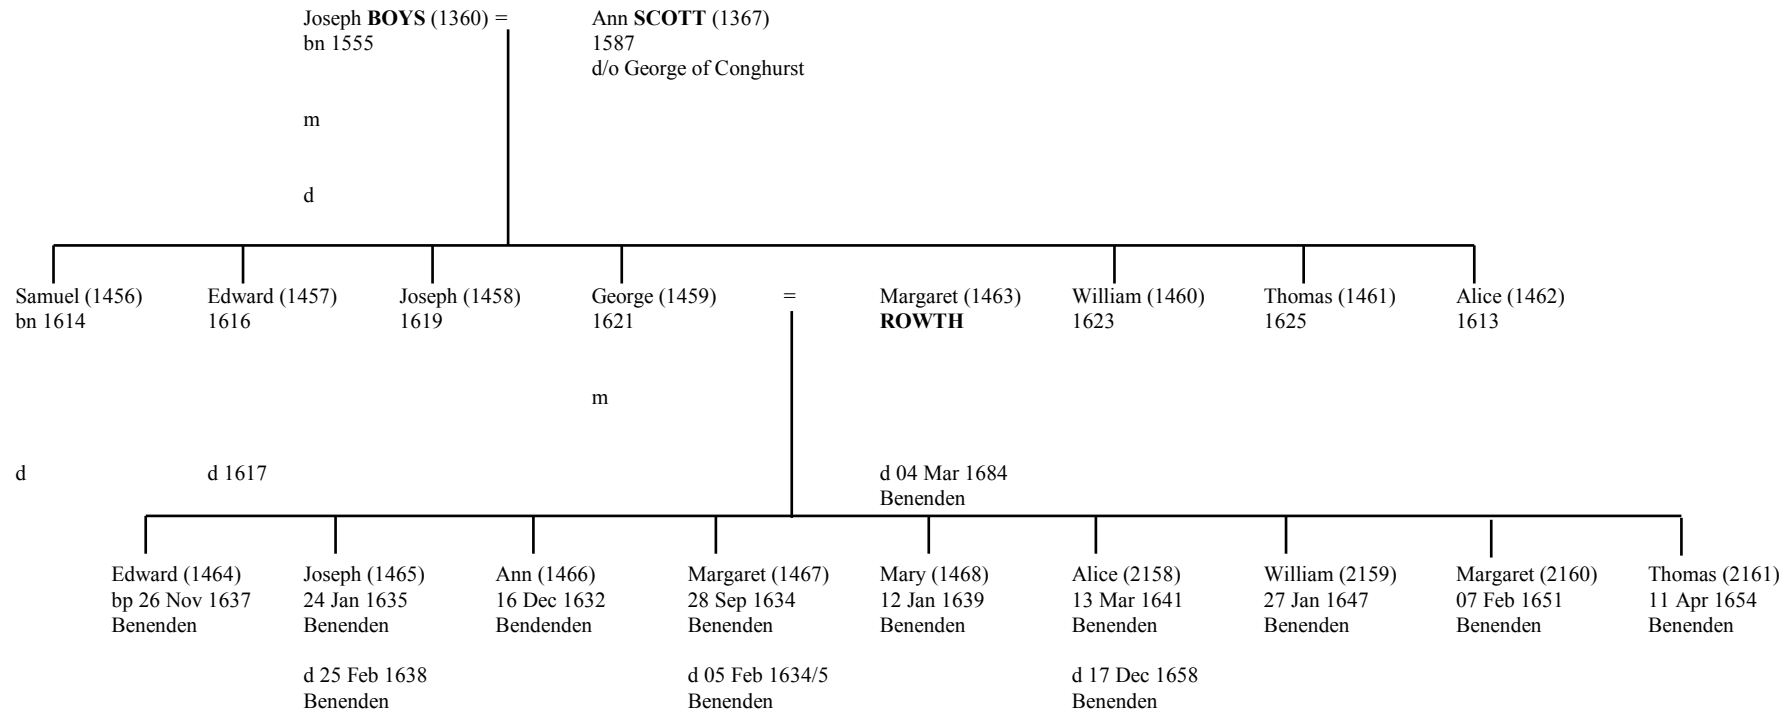 Joseph BOYS (1360) = Ann SCOTT (1367)
bn 1555 1587
d/o George of Conghurst
m
d
Samuel (1456) Edward (1457) Joseph (1458) George (1459) = Margaret (1463) William (1460) Thomas (1461) Alice (1462)
bn 1614 1616 1619 1621 ROWTH 1623 1625 1613
m
d d 1617 d 04 Mar 1684
Benenden
Edward (1464) Joseph (1465) Ann (1466) Margaret (1467) Mary (1468) Alice (2158) William (2159) Margaret (2160) Thomas (2161)
bp 26 Nov 1637 24 Jan 1635 16 Dec 1632 28 Sep 1634 12 Jan 1639 13 Mar 1641 27 Jan 1647 07 Feb 1651 11 Apr 1654
Benenden Benenden Bendenden Benenden Benenden Benenden Benenden Benenden Benenden
d 25 Feb 1638 d 05 Feb 1634/5 d 17 Dec 1658
Benenden Benenden Benenden